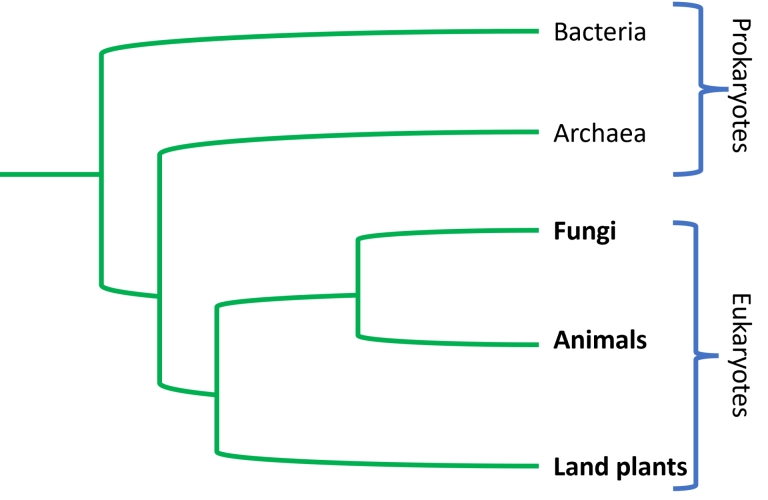 Bacteria
Archaea
Prokaryotes
Fungi
Animals
Land plants
Eukaryotes